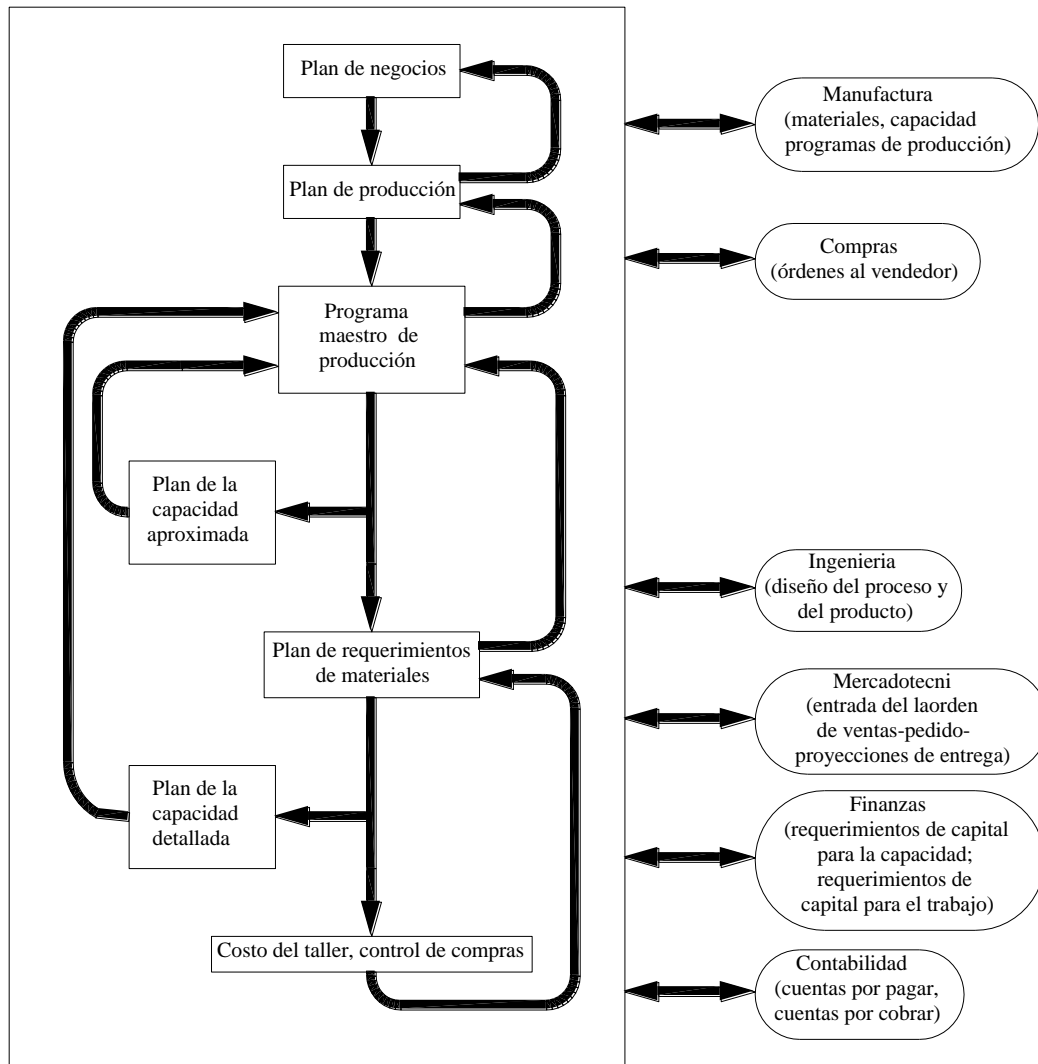 Plan de negocios
Plan de producción
Programa
maestro de
producción
Plan de la
capacidad
aproximada
Plan de requerimientos
de materiales
Plan de la
capacidad
detallada
Costo del taller, control de compras
Manufactura
(materiales, capacidad
programas de producción)
Compras
(órdenes al vendedor)
Ingenieria
(diseño del proceso y
del producto)
Mercadotecni
(entrada del laorden
de ventas-pedido-
proyecciones de entrega)
Finanzas
(requerimientos de capital
para la capacidad;
requerimientos de
capital para el trabajo)
Contabilidad
(cuentas por pagar,
cuentas por cobrar)